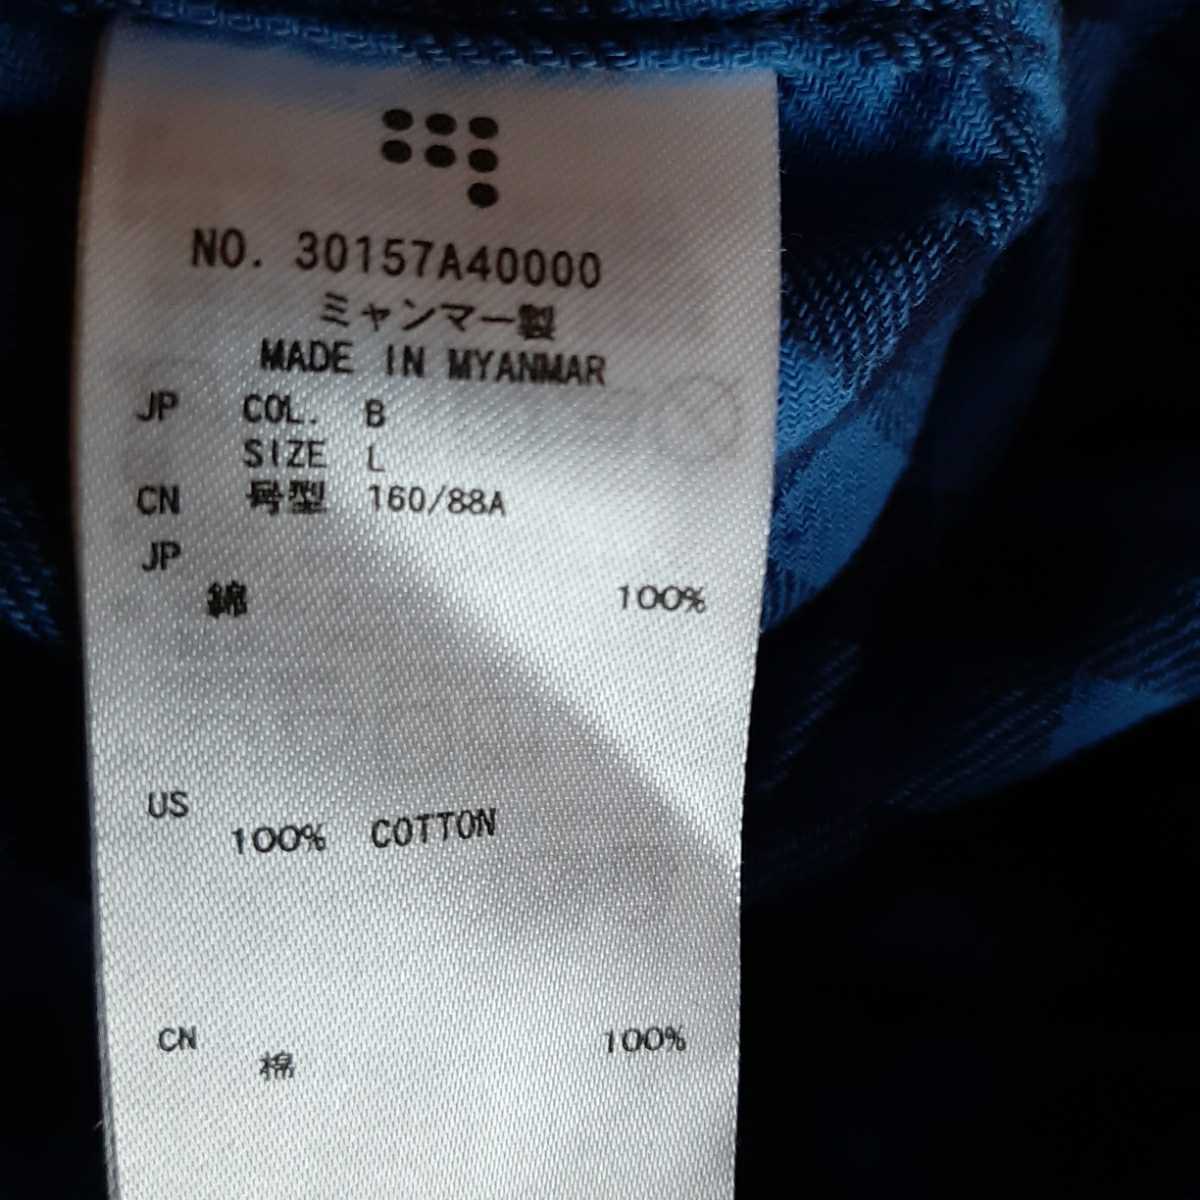 NO. 30157A40000
ミャンマー製
MADE IN MYANMAR
JP COL. B
SIZE L
CN 号型 160/88A
JP
綿 100%
US
100% COTTON
CN
棉 100%